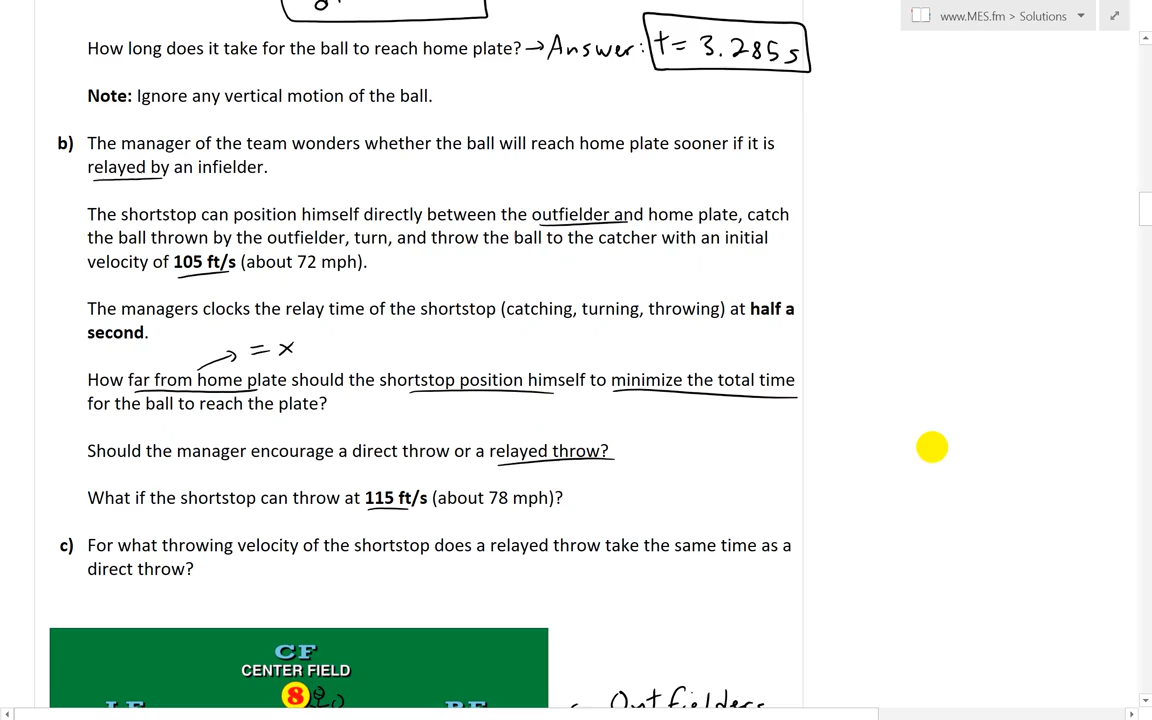 www.MES.fm > Solutions
How long does it take for the ball to reach home plate? → Answer: t = 3.285s
Note: Ignore any vertical motion of the ball.
b) The manager of the team wonders whether the ball will reach home plate sooner if it is
relayed by an infielder.
The shortstop can position himself directly between the outfielder and home plate, catch
the ball thrown by the outfielder, turn, and throw the ball to the catcher with an initial
velocity of 105 ft/s (about 72 mph).
The managers clocks the relay time of the shortstop (catching, turning, throwing) at half a
second.
= x
How far from home plate should the shortstop position himself to minimize the total time
for the ball to reach the plate?
Should the manager encourage a direct throw or a relayed throw?
What if the shortstop can throw at 115 ft/s (about 78 mph)?
c) For what throwing velocity of the shortstop does a relayed throw take the same time as a
direct throw?
CF
CENTER FIELD
8
Outfielders